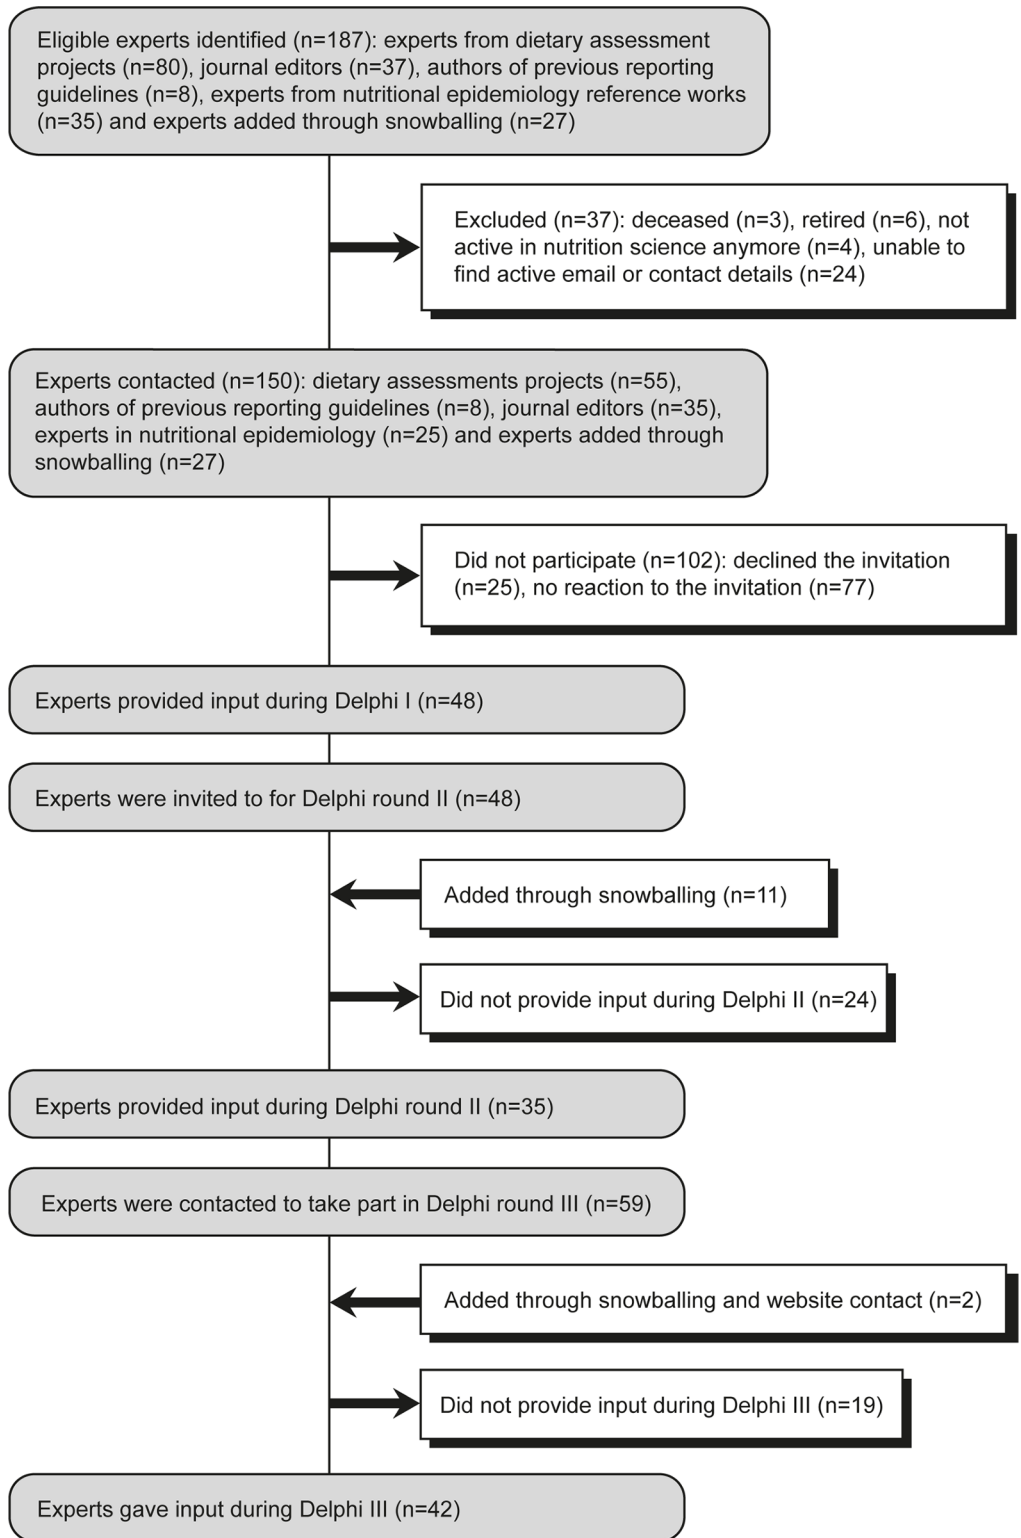 Eligible experts identified (n=187): experts from dietary assessment
projects (n=80), journal editors (n=37), authors of previous reporting
guidelines (n=8), experts from nutritional epidemiology reference works
(n=35) and experts added through snowballing (n=27)
Excluded (n=37): deceased (n=3), retired (n=6), not
active in nutrition science anymore (n=4), unable to
find active email or contact details (n=24)
Experts contacted (n=150): dietary assessments projects (n=55),
authors of previous reporting guidelines (n=8), journal editors (n=35),
experts in nutritional epidemiology (n=25) and experts added through
snowballing (n=27)
Did not participate (n=102): declined the invitation
(n=25), no reaction to the invitation (n=77)
Experts provided input during Delphi I (n=48)
Experts were invited to for Delphi round II (n=48)
Added through snowballing (n=11)
Did not provide input during Delphi II (n=24)
Experts provided input during Delphi round II (n=35)
Experts were contacted to take part in Delphi round III (n=59)
Added through snowballing and website contact (n=2)
Did not provide input during Delphi III (n=19)
Experts gave input during Delphi III (n=42)